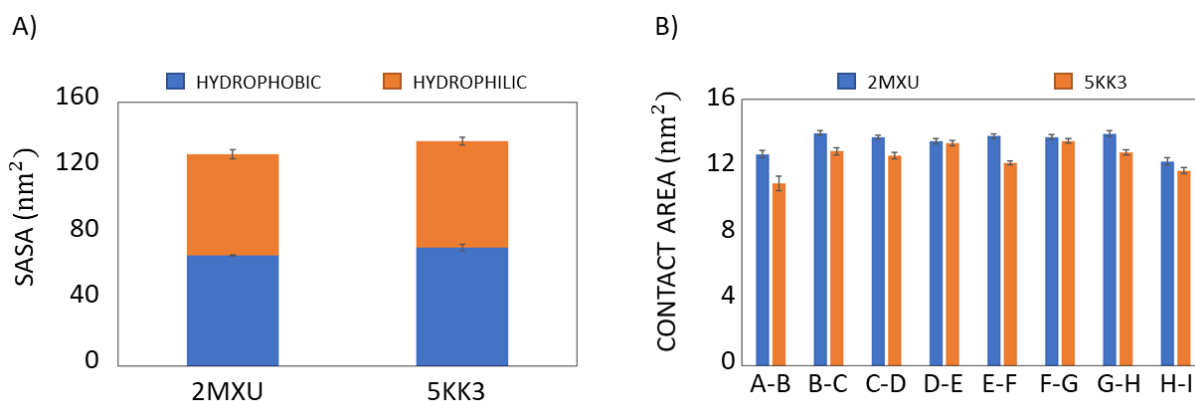 A)
HYDROPHOBIC HYDROPHILIC
SASA (nm²)
160
120
80
40
0
2MXU 5KK3
B)
2MXU 5KK3
CONTACT AREA (nm²)
16
12
8
4
0
A-B B-C C-D D-E E-F F-G G-H H-I